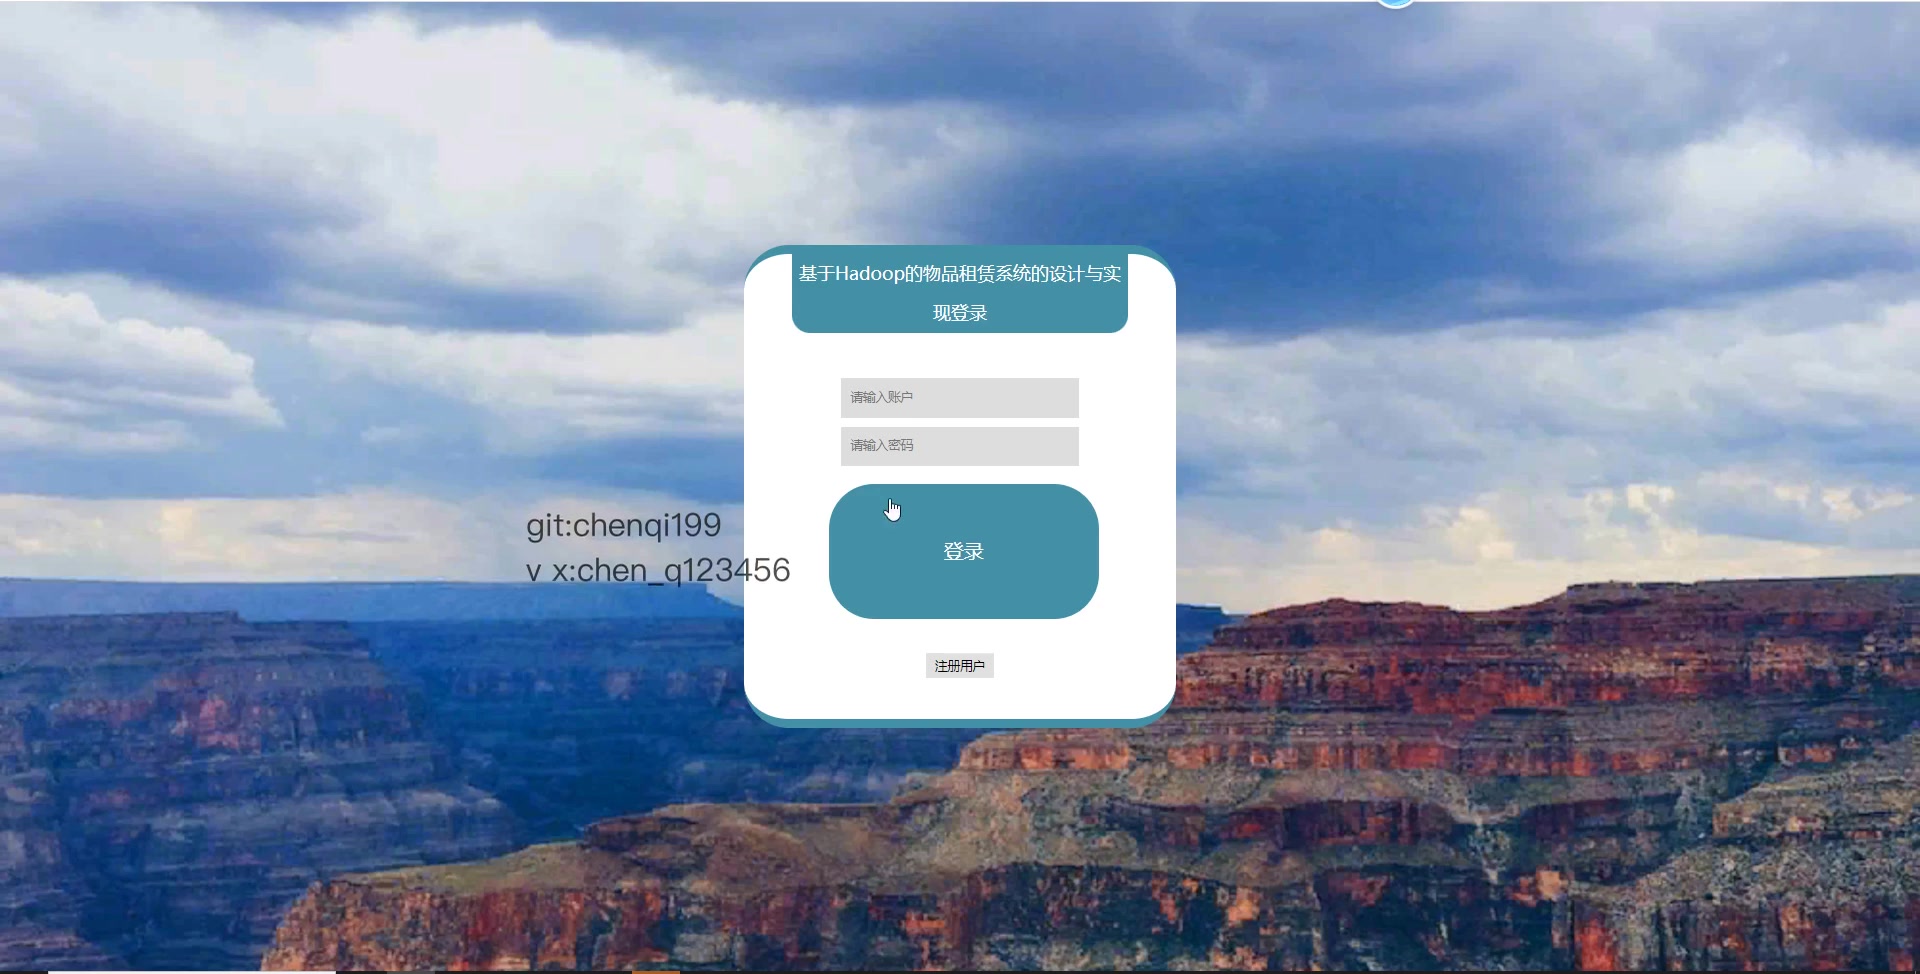 基于Hadoop的物品租赁系统的设计与实
现登录
请输入账户
请输入密码
git:chenqi199
v x:chen_q123456
登录
注册用户